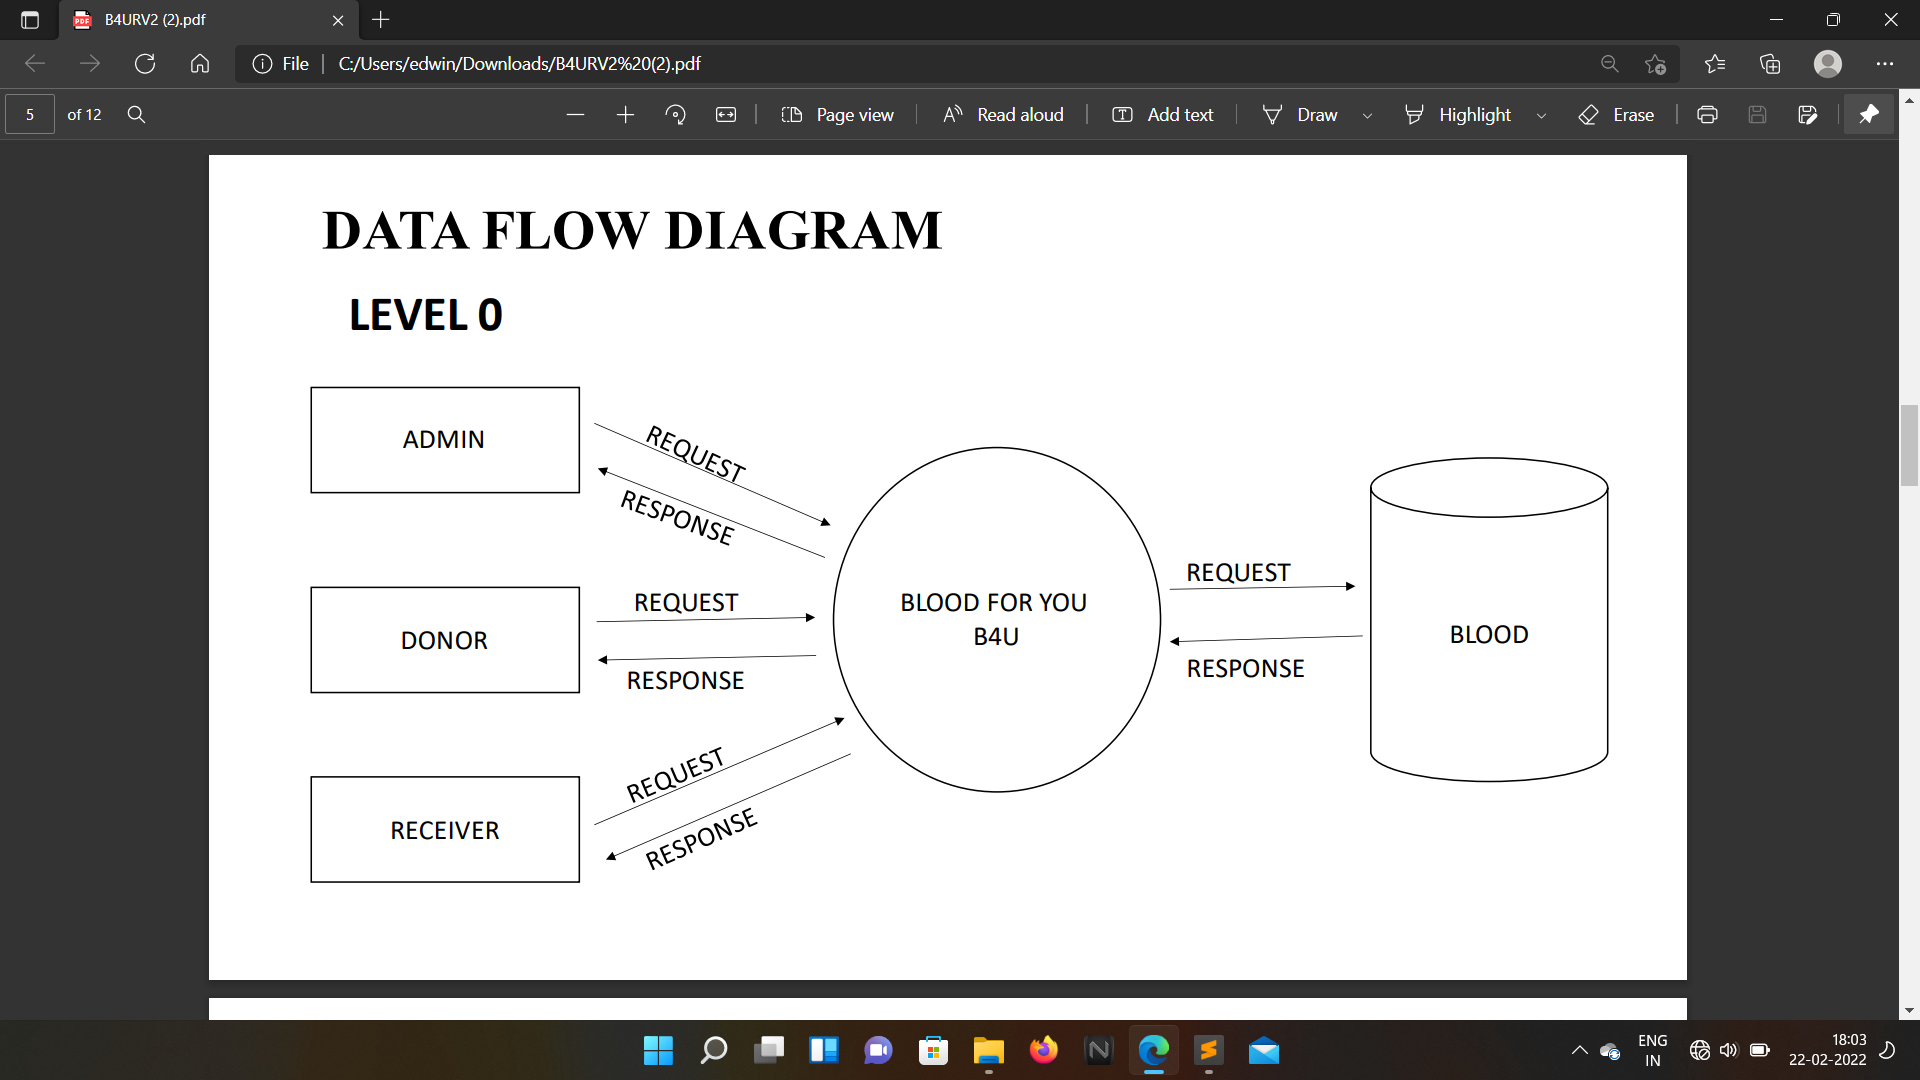 B4URV2 (2).pdf
File
C:/Users/edwin/Downloads/B4URV2%20(2).pdf
5 of 12
Page view
Read aloud
Add text
Draw
Highlight
Erase
DATA FLOW DIAGRAM
LEVEL 0
ADMIN
REQUEST
RESPONSE
DONOR
REQUEST
RESPONSE
RECEIVER
REQUEST
RESPONSE
BLOOD FOR YOU
B4U
REQUEST
RESPONSE
BLOOD
ENG
IN
18:03
22-02-2022